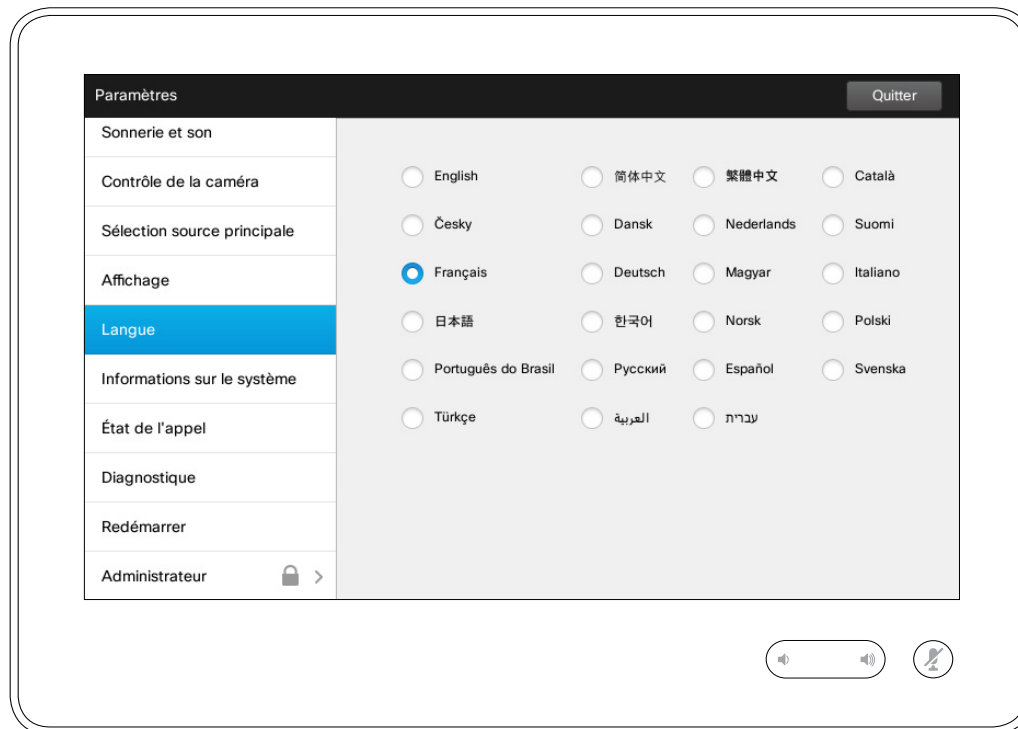 Paramètres
Quitter
Sonnerie et son
Contrôle de la caméra
Sélection source principale
Affichage
Langue
Informations sur le système
État de l'appel
Diagnostique
Redémarrer
Administrateur
English 简体中文 繁體中文 Català
Česky Dansk Nederlands Suomi
Français Deutsch Magyar Italiano
日本語 한국어 Norsk Polski
Português do Brasil Русский Español Svenska
Türkçe العربية עברית